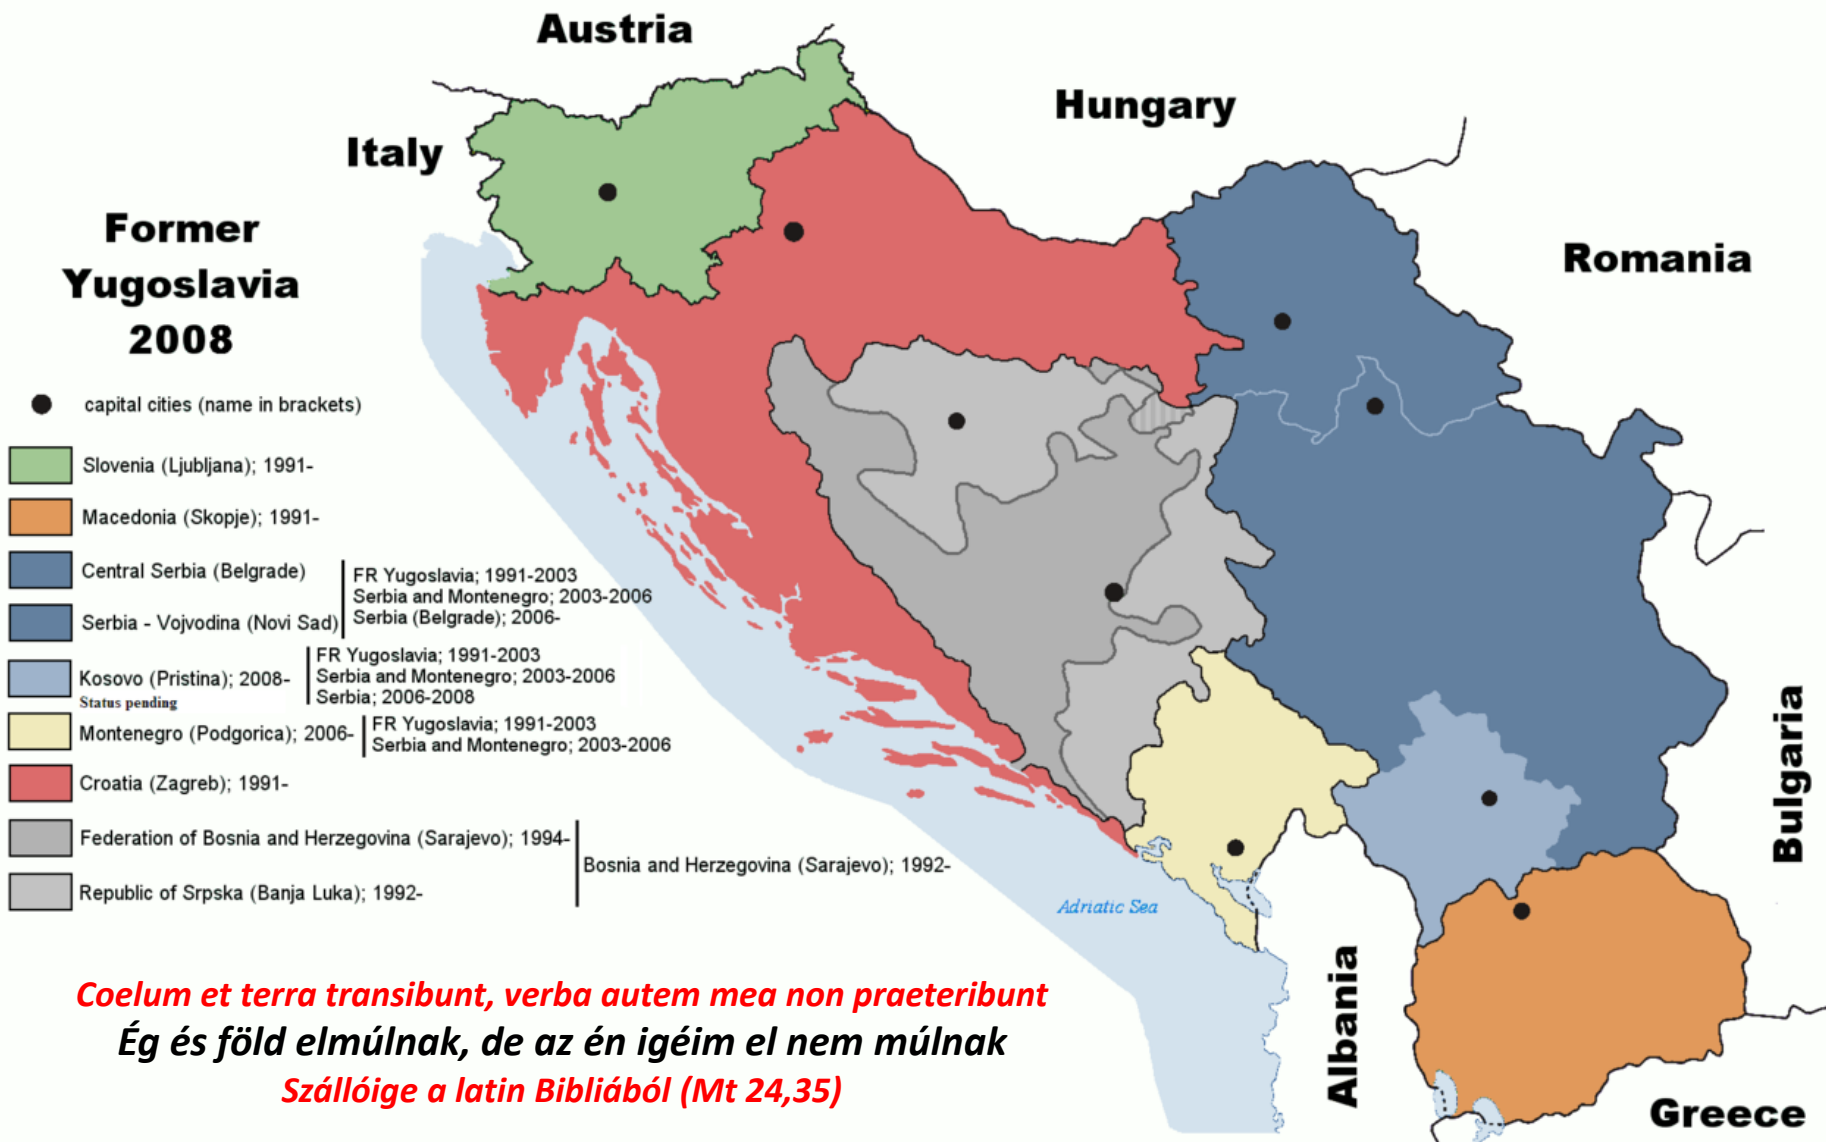 Austria
Hungary
Italy
Romania
Former
Yugoslavia
2008
capital cities (name in brackets)
Slovenia (Ljubljana); 1991-
Macedonia (Skopje); 1991-
Central Serbia (Belgrade)
Serbia - Vojvodina (Novi Sad)
FR Yugoslavia; 1991-2003
Serbia and Montenegro; 2003-2006
Serbia (Belgrade); 2006-
Kosovo (Pristina); 2008-
Status pending
FR Yugoslavia; 1991-2003
Serbia and Montenegro; 2003-2006
Serbia; 2006-2008
Montenegro (Podgorica); 2006-
FR Yugoslavia; 1991-2003
Serbia and Montenegro; 2003-2006
Croatia (Zagreb); 1991-
Federation of Bosnia and Herzegovina (Sarajevo); 1994-
Republic of Srpska (Banja Luka); 1992-
Bosnia and Herzegovina (Sarajevo); 1992-
Bulgaria
Adriatic Sea
Albania
Greece
Coelum et terra transibunt, verba autem mea non praeteribunt
Ég és föld elmúlnak, de az én igéim el nem múlnak
Szállóige a latin Bibliából (Mt 24,35)